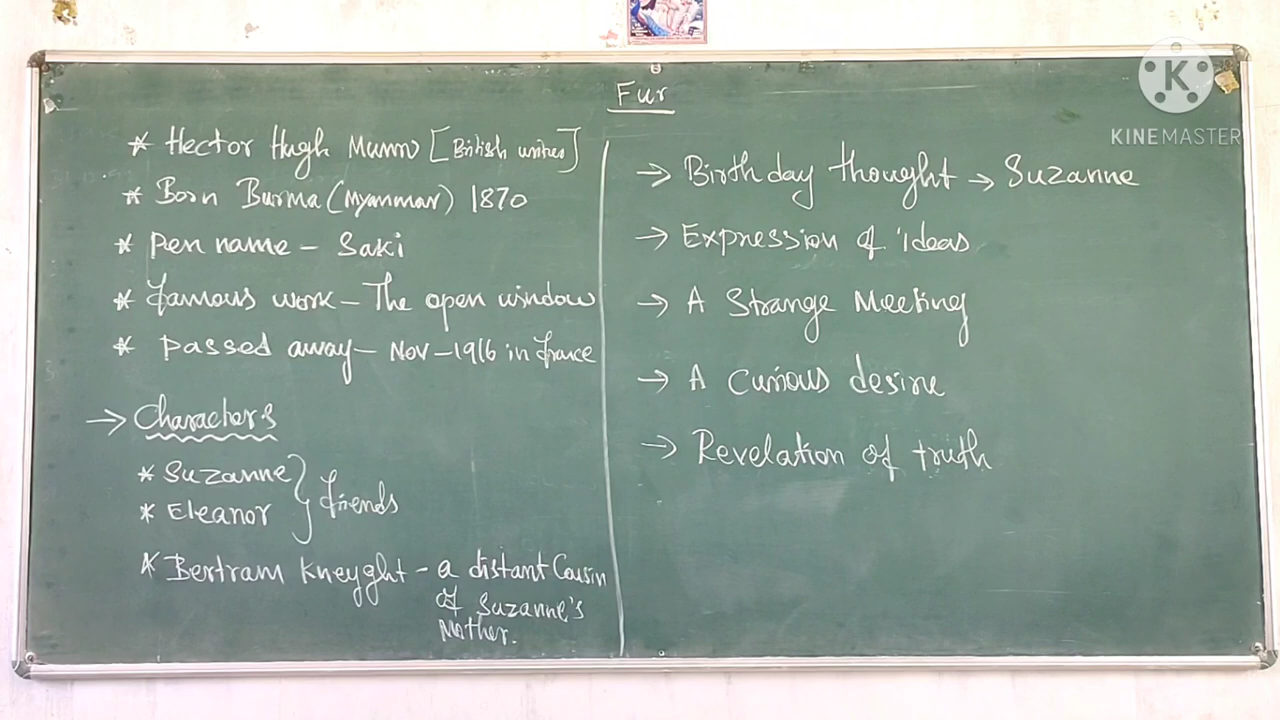 Fur
* Hector Hugh Munro [British writer]
* Born Burma (Myanmar) 1870
* Pen name - Saki
* famous work - The open window
* Passed away - Nov - 1916 in france
→ Characters
* Suzanne
* Eleanor
} friends
* Bertram Kneyght - a distant Cousin
of Suzanne's
Mother.
→ Birthday thought → Suzanne
→ Expression of ideas
→ A Strange Meeting
→ A Curious desire
→ Revelation of truth
K
KINEMASTER